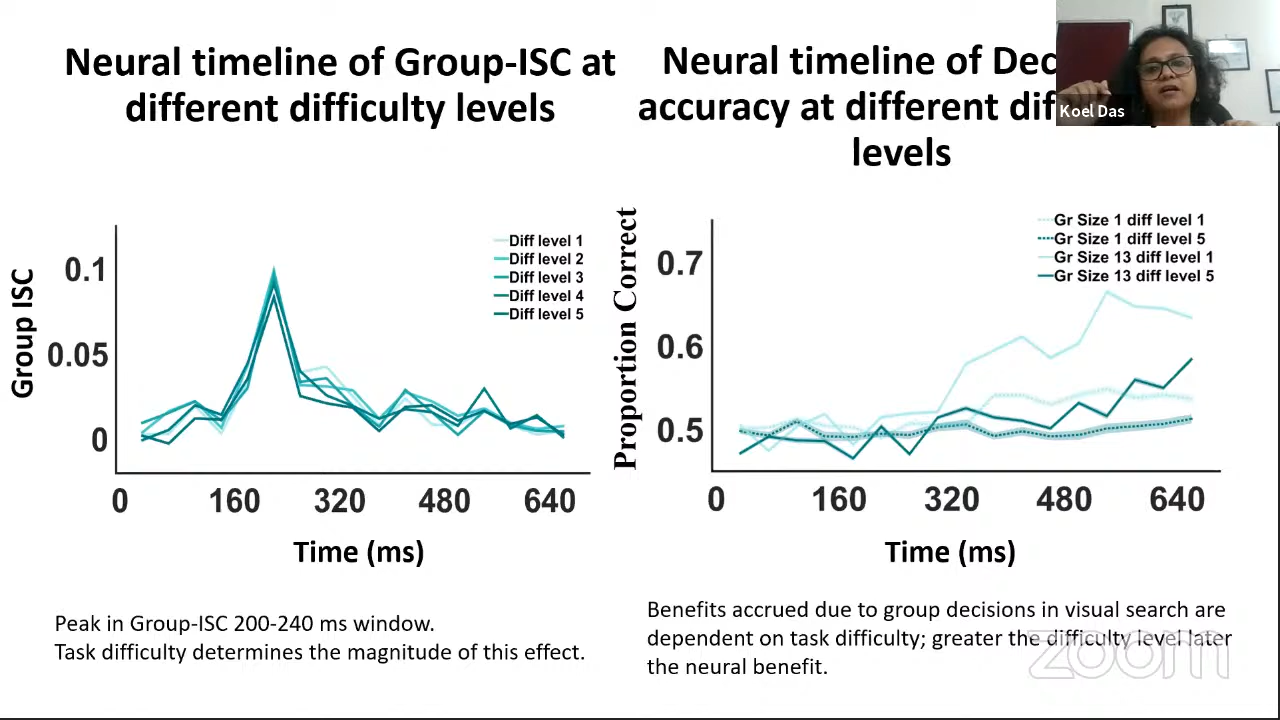 Neural timeline of Group-ISC at
different difficulty levels
Neural timeline of Dec
accuracy at different dif
levels
Koel Das
Group ISC
0.1
0.05
0
Diff level 1
Diff level 2
Diff level 3
Diff level 4
Diff level 5
0 160 320 480 640
Time (ms)
Proportion Correct
0.7
0.6
0.5
Gr Size 1 diff level 1
Gr Size 1 diff level 5
Gr Size 13 diff level 1
Gr Size 13 diff level 5
0 160 320 480 640
Time (ms)
Peak in Group-ISC 200-240 ms window.
Task difficulty determines the magnitude of this effect.
Benefits accrued due to group decisions in visual search are
dependent on task difficulty; greater the difficulty level later
the neural benefit.
zoom